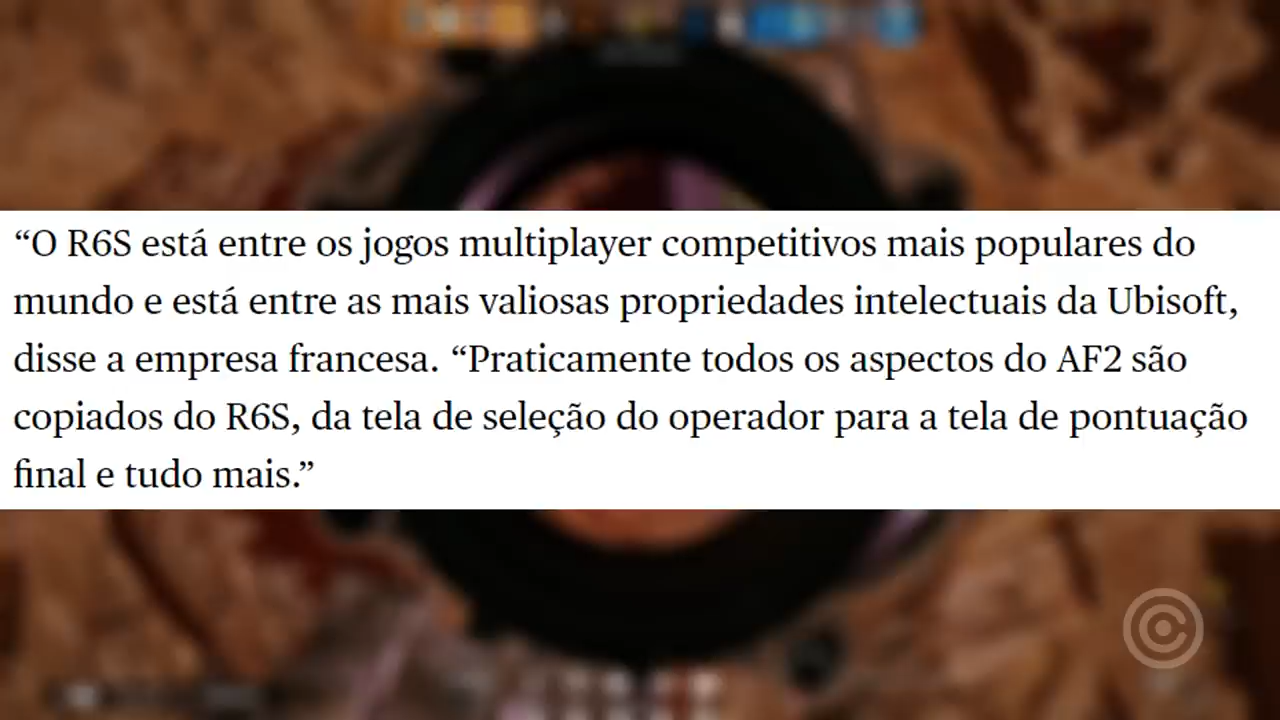 “O R6S está entre os jogos multiplayer competitivos mais populares do
mundo e está entre as mais valiosas propriedades intelectuais da Ubisoft,
disse a empresa francesa. “Praticamente todos os aspectos do AF2 são
copiados do R6S, da tela de seleção do operador para a tela de pontuação
final e tudo mais.”